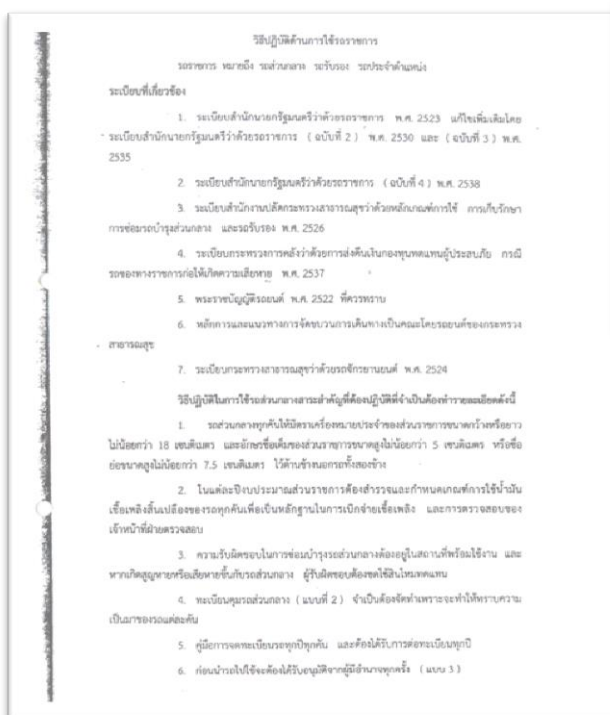 วิธีปฏิบัติด้านการใช้รถราชการ
รถราชการ หมายถึง รถส่วนกลาง รถรับรอง รถประจำตำแหน่ง
ระเบียบที่เกี่ยวข้อง
1. ระเบียบสำนักนายกรัฐมนตรีว่าด้วยรถราชการ พ.ศ. 2523 แก้ไขเพิ่มเติมโดย
ระเบียบสำนักนายกรัฐมนตรีว่าด้วยรถราชการ ( ฉบับที่ 2 ) พ.ศ. 2530 และ ( ฉบับที่ 3 ) พ.ศ.
2535
2. ระเบียบสำนักนายกรัฐมนตรีว่าด้วยรถราชการ ( ฉบับที่ 4 ) พ.ศ. 2538
3. ระเบียบสำนักงานปลัดกระทรวงสาธารณสุขว่าด้วยหลักเกณฑ์การใช้ การเก็บรักษา
การซ่อมรถบำรุงส่วนกลาง และรถรับรอง พ.ศ. 2526
4. ระเบียบกระทรวงการคลังว่าด้วยการส่งคืนเงินกองทุนทดแทนผู้ประสบภัย กรณี
รถของทางราชการก่อให้เกิดความเสียหาย พ.ศ. 2537
5. พระราชบัญญัติรถยนต์ พ.ศ. 2522 ที่ควรทราบ
6. หลักการและแนวทางการจัดขบวนการเดินทางเป็นคณะโดยรถยนต์ของกระทรวง
สาธารณสุข
7. ระเบียบกระทรวงสาธารณสุขว่าด้วยรถจักรยานยนต์ พ.ศ. 2524
วิธีปฏิบัติในการใช้รถส่วนกลางสาระสำคัญที่ต้องปฏิบัติที่จำเป็นต้องทำรายละเอียดดังนี้
1. รถส่วนกลางทุกคันให้มีตราเครื่องหมายประจำของส่วนราชการขนาดกว้างหรือยาว
ไม่น้อยกว่า 18 เซนติเมตร และอักษรชื่อเต็มของส่วนราชการขนาดสูงไม่น้อยกว่า 5 เซนติเมตร หรือชื่อ
ย่อขนาดสูงไม่น้อยกว่า 7.5 เซนติเมตร ไว้ด้านข้างนอกรถทั้งสองข้าง
2. ในแต่ละปีงบประมาณส่วนราชการต้องสำรวจและกำหนดเกณฑ์การใช้น้ำมัน
เชื้อเพลิงสิ้นเปลืองของรถทุกคันเพื่อเป็นหลักฐานในการเบิกจ่ายเชื้อเพลิง และการตรวจสอบของ
เจ้าหน้าที่ฝ่ายตรวจสอบ
3. ความรับผิดชอบในการซ่อมบำรุงรถส่วนกลางต้องอยู่ในสถานที่พร้อมใช้งาน และ
หากเกิดสูญหายหรือเสียหายขึ้นกับรถส่วนกลาง ผู้รับผิดชอบต้องชดใช้สินไหมทดแทน
4. ทะเบียนคุมรถส่วนกลาง ( แบบที่ 2 ) จำเป็นต้องจัดทำเพราะจะทำให้ทราบความ
เป็นมาของรถแต่ละคัน
5. คู่มือการจดทะเบียนรถทุกปีทุกคัน และต้องได้รับการต่อทะเบียนทุกปี
6. ก่อนนำรถไปใช้จะต้องได้รับอนุมัติจากผู้มีอำนาจทุกครั้ง ( แบบ 3 )